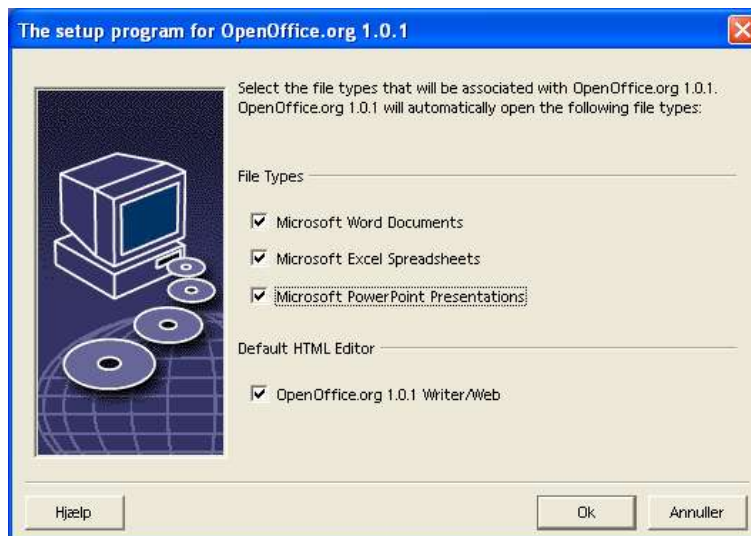 The setup program for OpenOffice.org 1.0.1
Select the file types that will be associated with OpenOffice.org 1.0.1.
OpenOffice.org 1.0.1 will automatically open the following file types:
File Types
Microsoft Word Documents
Microsoft Excel Spreadsheets
Microsoft PowerPoint Presentations
Default HTML Editor
OpenOffice.org 1.0.1 Writer/Web
Hjælp
Ok
Annuller